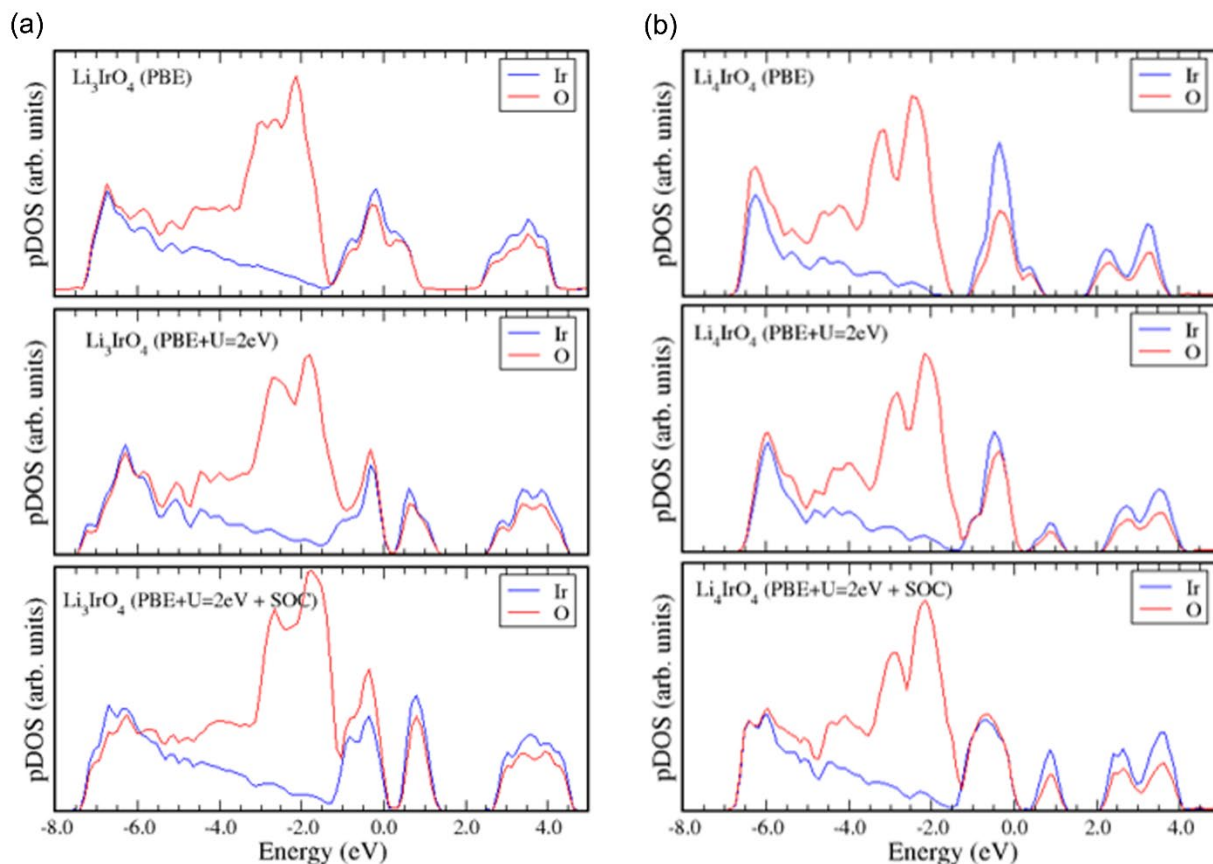 (a)
Li₃IrO₄ (PBE)
Ir
O
pDOS (arb. units)
Li₃IrO₄ (PBE+U=2eV)
Ir
O
pDOS (arb. units)
Li₃IrO₄ (PBE+U=2eV + SOC)
Ir
O
pDOS (arb. units)
-8.0 -6.0 -4.0 -2.0 0.0 2.0 4.0
Energy (eV)
(b)
Li₄IrO₄ (PBE)
Ir
O
pDOS (arb. units)
Li₄IrO₄ (PBE+U=2eV)
Ir
O
pDOS (arb. units)
Li₄IrO₄ (PBE+U=2eV + SOC)
Ir
O
pDOS (arb. units)
-8.0 -6.0 -4.0 -2.0 0.0 2.0 4.0
Energy (eV)